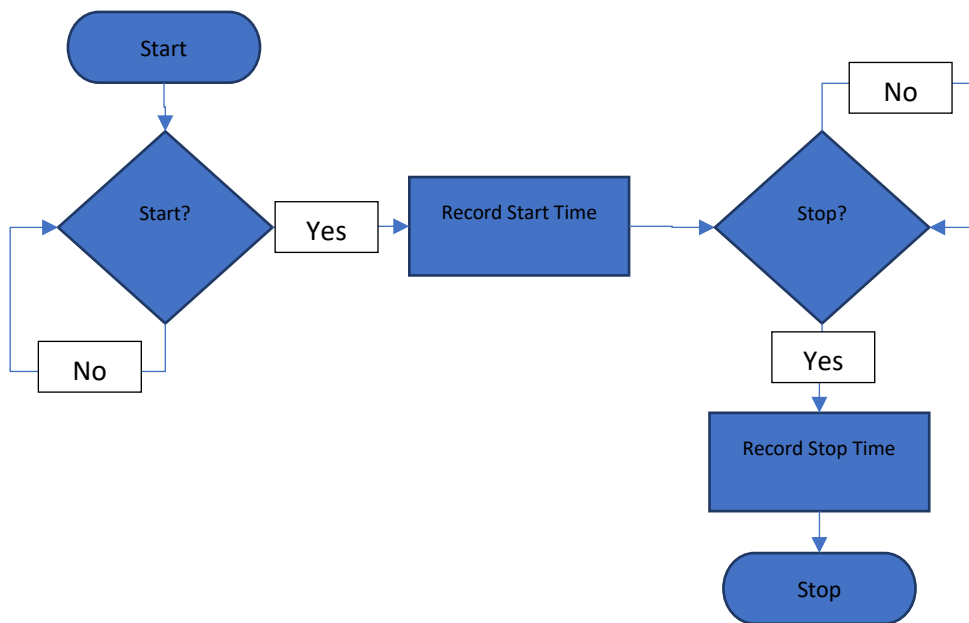 Start
No
Start?
Yes
Record Start Time
Stop?
No
Yes
Record Stop Time
Stop